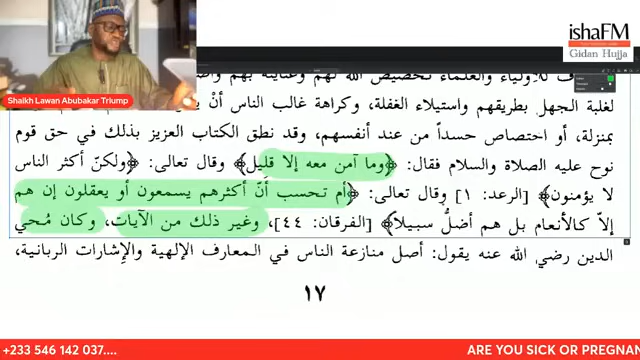 ishaFM
Gidan Hujja
Shaikh Lawan Abubakar Triump
لغلبة الجهل بطريقهم واستيلاء الغفلة، وكراهة غالب الناس أنْ
بمنزلة، أو اختصاص حسداً من عند أنفسهم، وقد نطق الكتاب العزيز بذلك في حق قوم
نوح عليه الصلاة والسلام فقال: ﴿وما آمن معه إلا قليل﴾ وقال تعالى: ﴿ولكنّ أكثر الناس
لا يؤمنون﴾ [الرعد: ١] وقال تعالى: ﴿أم تحسب أنّ أكثرهم يسمعون أو يعقلون إن هم
إلاّ كالأنعام بل هم أضلُّ سبيلاً﴾ [الفرقان: ٤٤]، وغير ذلك من الآيات، وكان مُحي
الدين رضي الله عنه يقول: أصل منازعة الناس في المعارف الإلهية والإشارات الربانية،
١٧
+233 546 142 037.... ARE YOU SICK OR PREGNAN